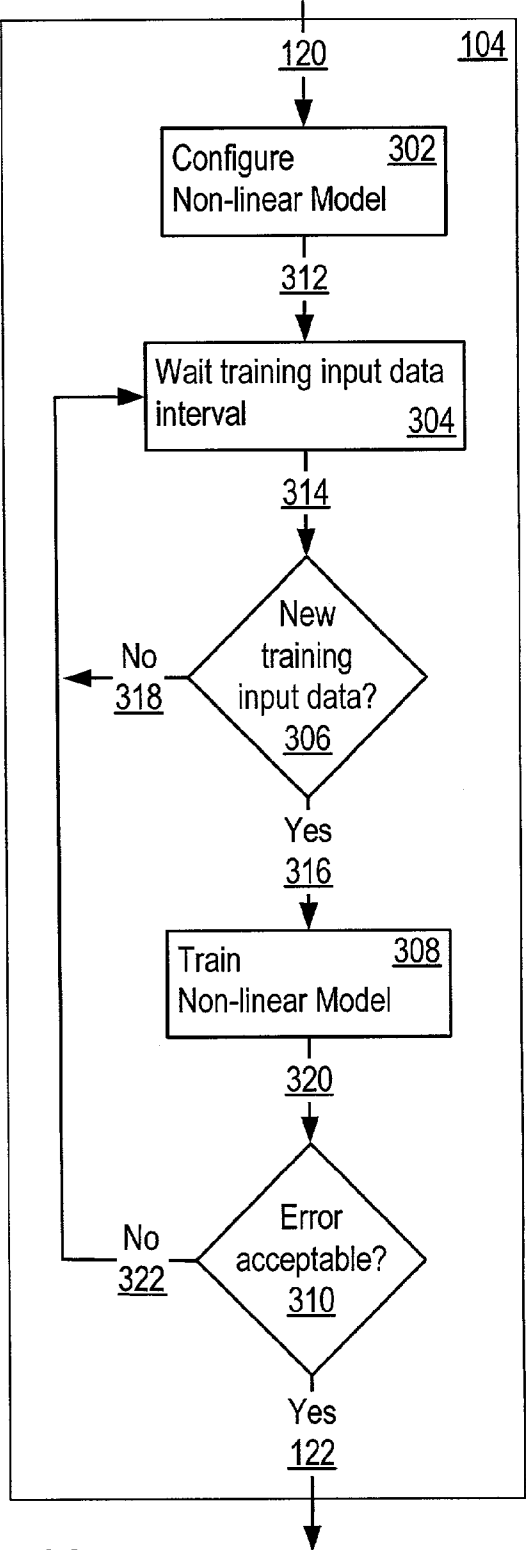 120
104
302
Configure
Non-linear Model
312
Wait training input data
interval
304
314
New
training
input data?
306
No
318
Yes
316
308
Train
Non-linear Model
320
Error
acceptable?
310
No
322
Yes
122